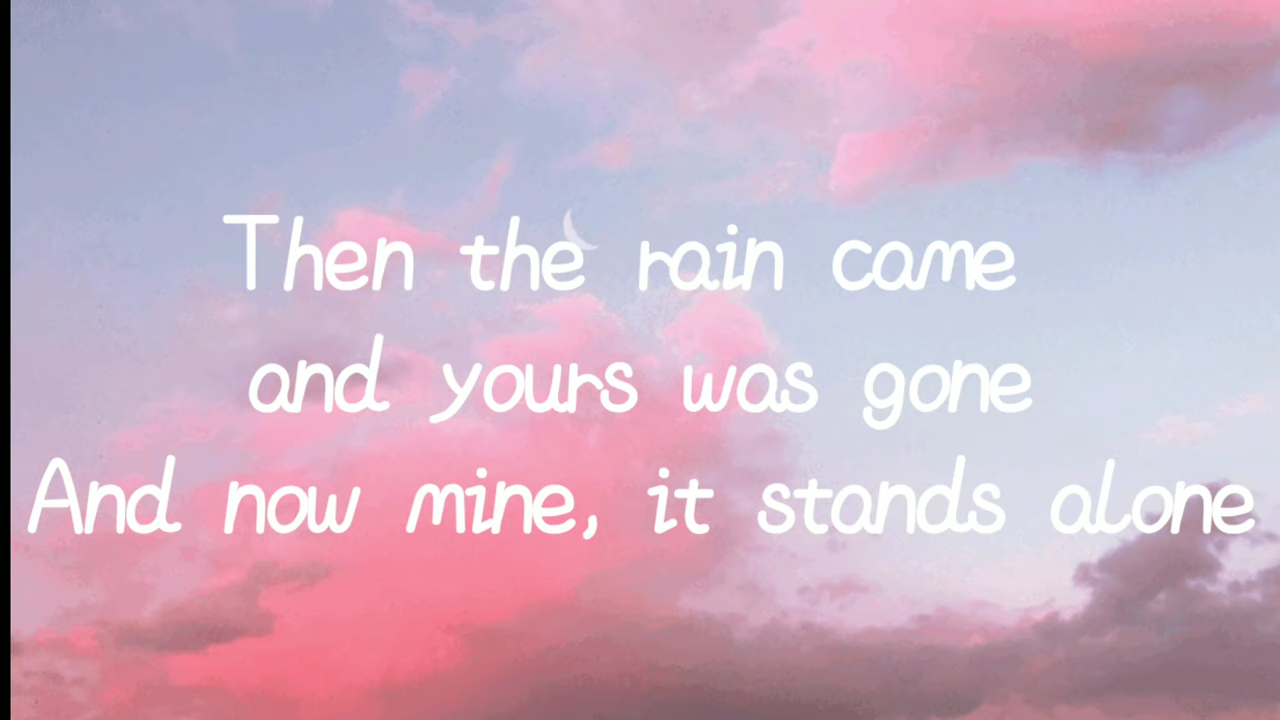 Then the rain came
and yours was gone
And now mine, it stands alone